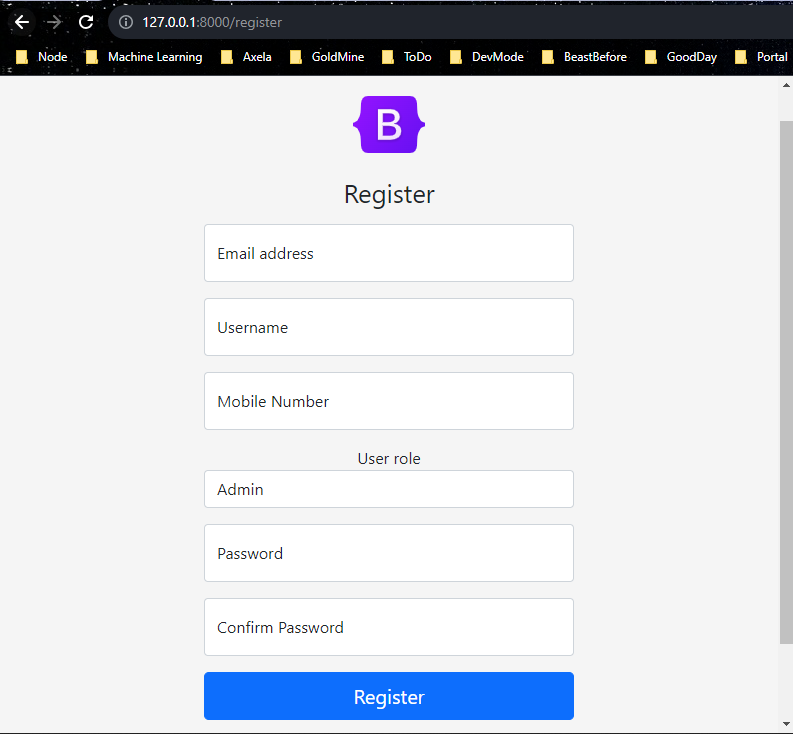 127.0.0.1:8000/register
Node Machine Learning Axela GoldMine ToDo DevMode BeastBefore GoodDay Portal
B
Register
Email address
Username
Mobile Number
User role
Admin
Password
Confirm Password
Register